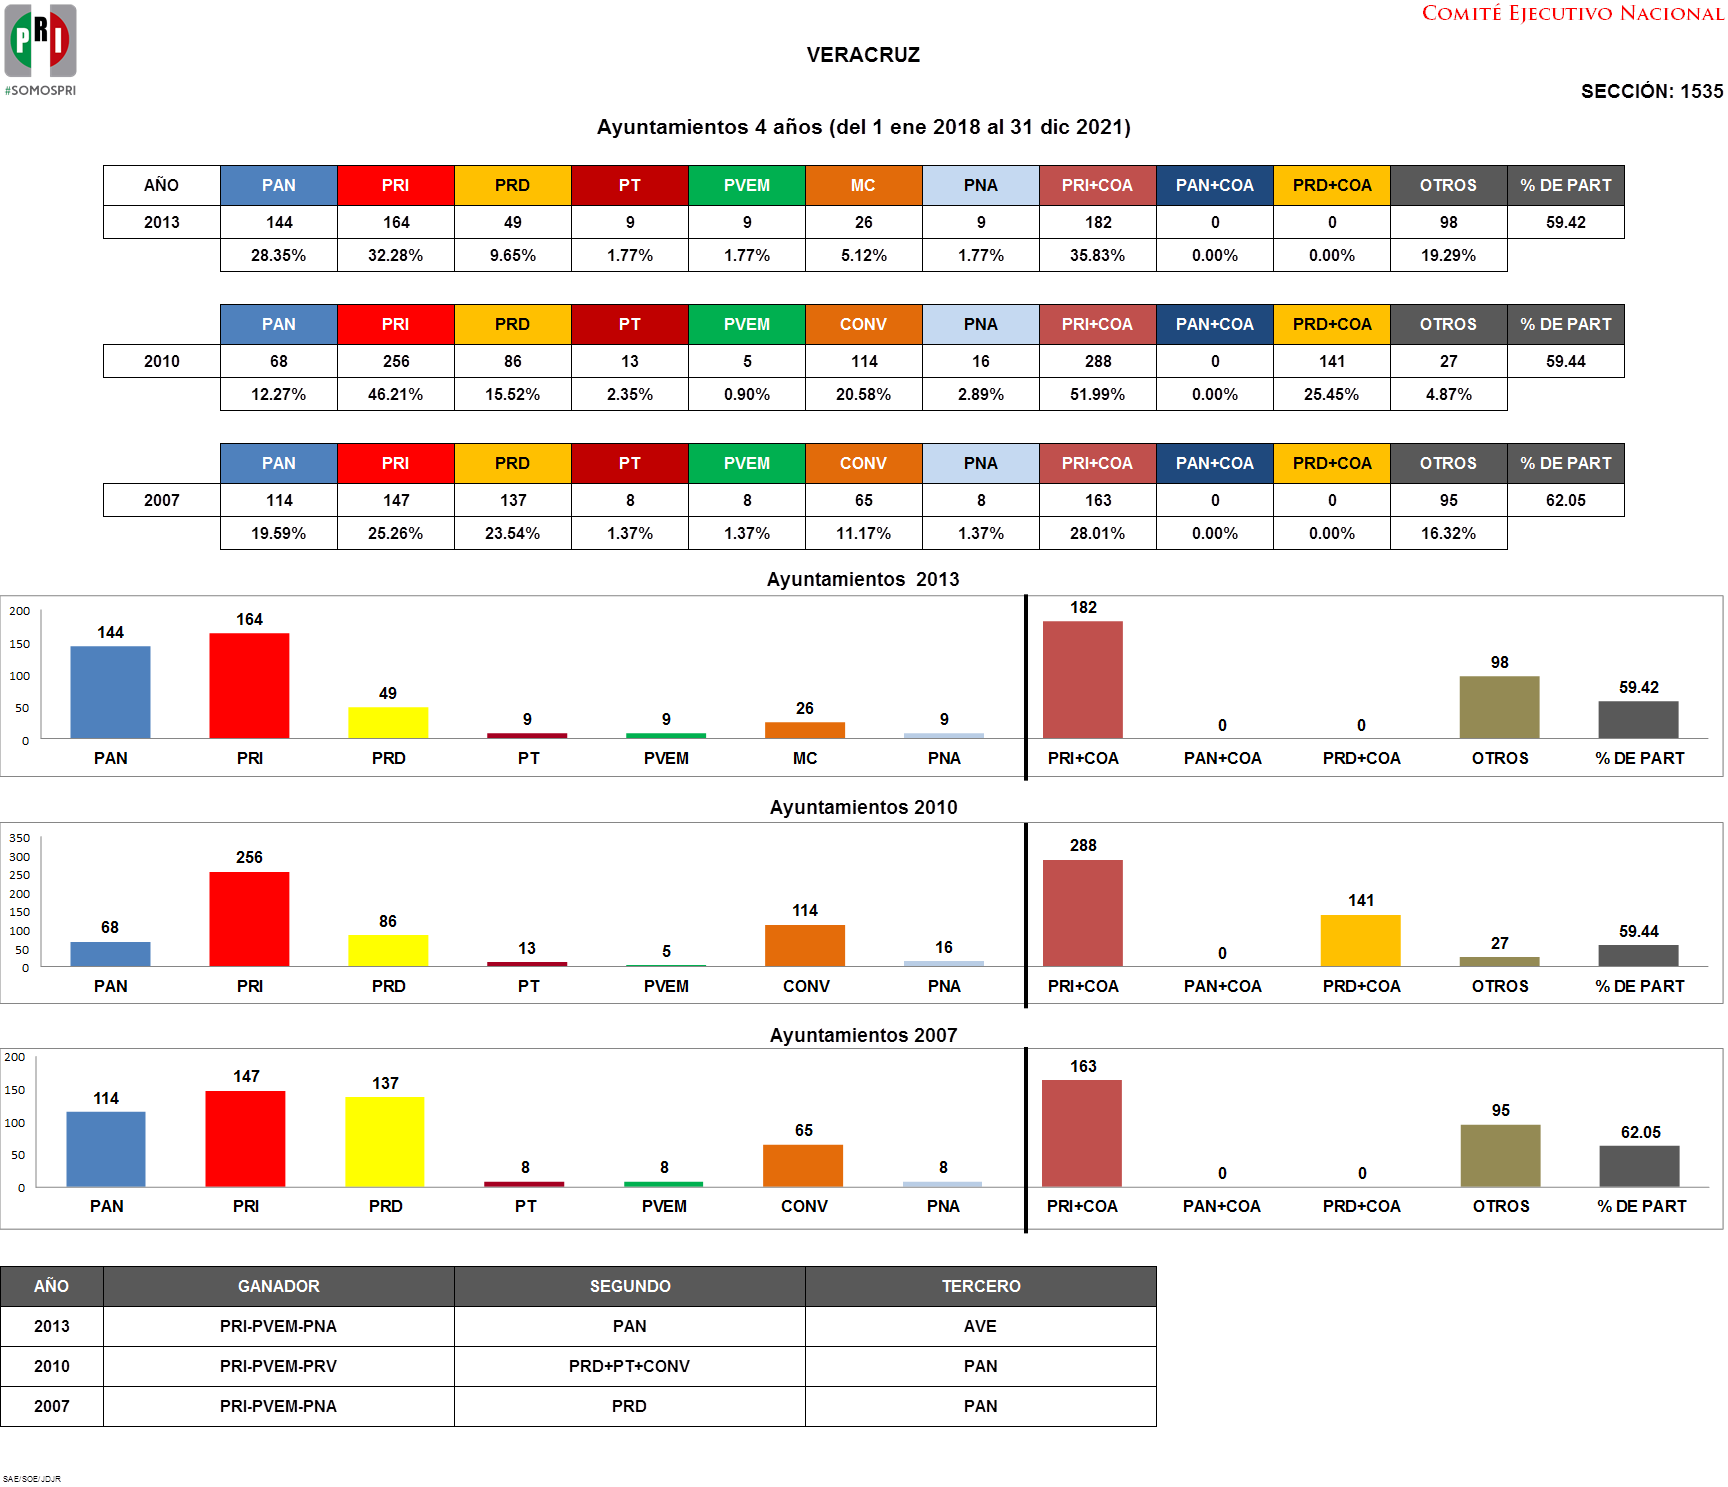 PRI
#SOMOSPRI
COMITÉ EJECUTIVO NACIONAL
VERACRUZ
SECCIÓN: 1535
Ayuntamientos 4 años (del 1 ene 2018 al 31 dic 2021)
AÑO PAN PRI PRD PT PVEM MC PNA PRI+COA PAN+COA PRD+COA OTROS % DE PART
2013 144 164 49 9 9 26 9 182 0 0 98 59.42
28.35% 32.28% 9.65% 1.77% 1.77% 5.12% 1.77% 35.83% 0.00% 0.00% 19.29%
PAN PRI PRD PT PVEM CONV PNA PRI+COA PAN+COA PRD+COA OTROS % DE PART
2010 68 256 86 13 5 114 16 288 0 141 27 59.44
12.27% 46.21% 15.52% 2.35% 0.90% 20.58% 2.89% 51.99% 0.00% 25.45% 4.87%
PAN PRI PRD PT PVEM CONV PNA PRI+COA PAN+COA PRD+COA OTROS % DE PART
2007 114 147 137 8 8 65 8 163 0 0 95 62.05
19.59% 25.26% 23.54% 1.37% 1.37% 11.17% 1.37% 28.01% 0.00% 0.00% 16.32%
Ayuntamientos 2013
200
150
100
50
0
144 164 49 9 9 26 9 182 0 0 98 59.42
PAN PRI PRD PT PVEM MC PNA PRI+COA PAN+COA PRD+COA OTROS % DE PART
Ayuntamientos 2010
350
300
250
200
150
100
50
0
68 256 86 13 5 114 16 288 0 141 27 59.44
PAN PRI PRD PT PVEM CONV PNA PRI+COA PAN+COA PRD+COA OTROS % DE PART
Ayuntamientos 2007
200
150
100
50
0
114 147 137 8 8 65 8 163 0 0 95 62.05
PAN PRI PRD PT PVEM CONV PNA PRI+COA PAN+COA PRD+COA OTROS % DE PART
AÑO GANADOR SEGUNDO TERCERO
2013 PRI-PVEM-PNA PAN AVE
2010 PRI-PVEM-PRV PRD+PT+CONV PAN
2007 PRI-PVEM-PNA PRD PAN
SAE/SOE/JDJR